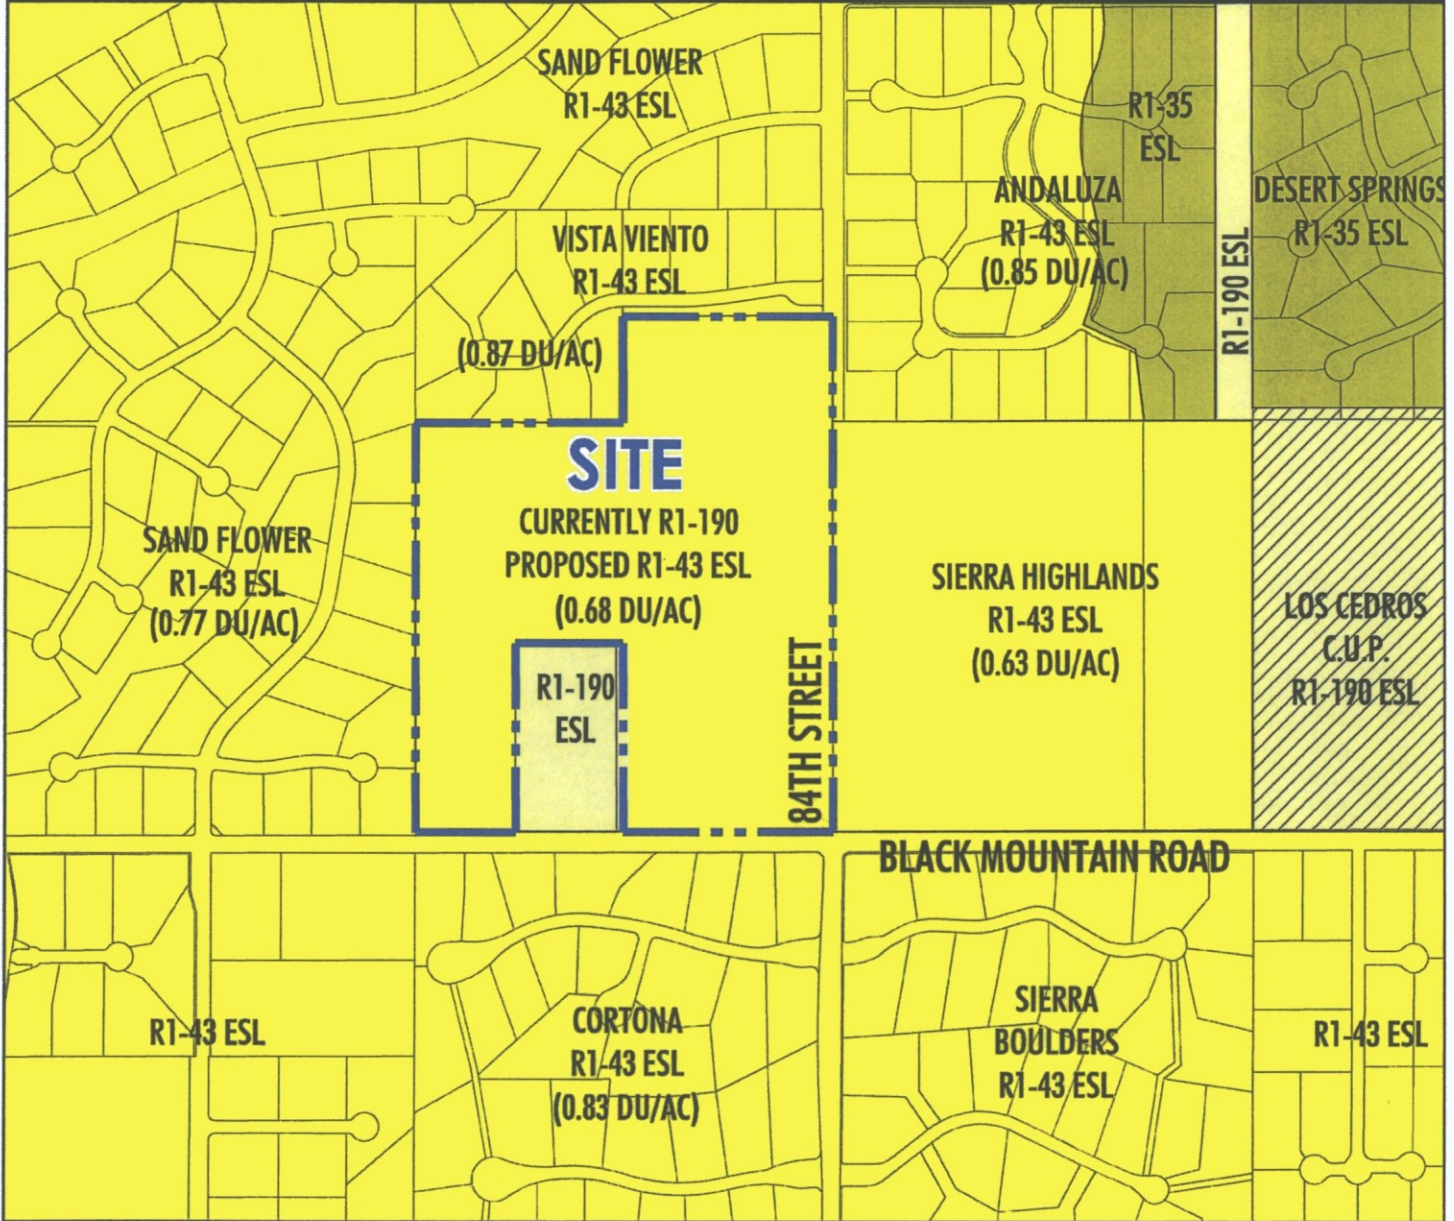 SAND FLOWER
R1-43 ESL
R1-35
ESL
ANDALUZA
R1-43 ESL
(0.85 DU/AC)
R1-190 ESL
DESERT SPRINGS
R1-35 ESL
VISTA VIENTO
R1-43 ESL
(0.87 DU/AC)
SITE
CURRENTLY R1-190
PROPOSED R1-43 ESL
(0.68 DU/AC)
SAND FLOWER
R1-43 ESL
(0.77 DU/AC)
R1-190
ESL
84TH STREET
SIERRA HIGHLANDS
R1-43 ESL
(0.63 DU/AC)
LOS CEDROS
C.U.P.
R1-190 ESL
BLACK MOUNTAIN ROAD
R1-43 ESL
CORTONA
R1-43 ESL
(0.83 DU/AC)
SIERRA
BOULDERS
R1-43 ESL
R1-43 ESL